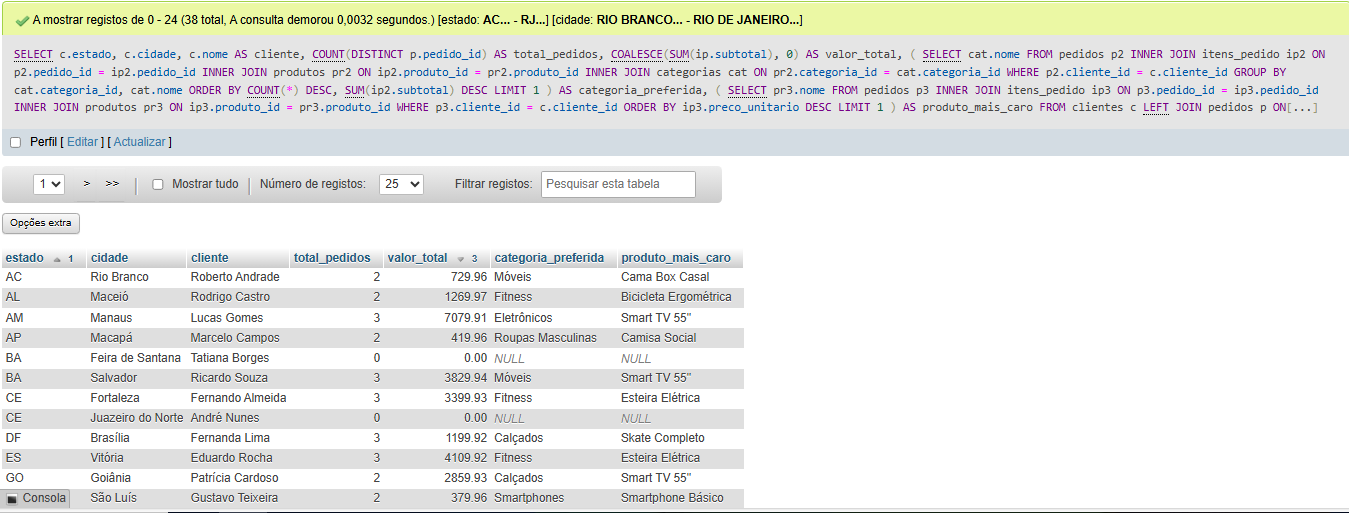 A mostrar registos de 0 - 24 (38 total, A consulta demorou 0,0032 segundos.) [estado: AC... - RJ...] [cidade: RIO BRANCO... - RIO DE JANEIRO...]
SELECT c.estado, c.cidade, c.nome AS cliente, COUNT(DISTINCT p.pedido_id) AS total_pedidos, COALESCE(SUM(ip.subtotal), 0) AS valor_total, ( SELECT cat.nome FROM pedidos p2 INNER JOIN itens_pedido ip2 ON
p2.pedido_id = ip2.pedido_id INNER JOIN produtos pr2 ON ip2.produto_id = pr2.produto_id INNER JOIN categorias cat ON pr2.categoria_id = cat.categoria_id WHERE p2.cliente_id = c.cliente_id GROUP BY
cat.categoria_id, cat.nome ORDER BY COUNT(*) DESC, SUM(ip2.subtotal) DESC LIMIT 1 ) AS categoria_preferida, ( SELECT pr3.nome FROM pedidos p3 INNER JOIN itens_pedido ip3 ON p3.pedido_id = ip3.pedido_id
INNER JOIN produtos pr3 ON ip3.produto_id = pr3.produto_id WHERE p3.cliente_id = c.cliente_id ORDER BY ip3.preco_unitario DESC LIMIT 1 ) AS produto_mais_caro FROM clientes c LEFT JOIN pedidos p ON[...]
Perfil [ Editar ] [ Actualizar ]
1 > >> | Mostrar tudo | Número de registos: 25 Filtrar registos: Pesquisar esta tabela
Opções extra
estado 1 cidade cliente total_pedidos valor_total 3 categoria_preferida produto_mais_caro
AC Rio Branco Roberto Andrade 2 729.96 Móveis Cama Box Casal
AL Maceió Rodrigo Castro 2 1269.97 Fitness Bicicleta Ergométrica
AM Manaus Lucas Gomes 3 7079.91 Eletrônicos Smart TV 55"
AP Macapá Marcelo Campos 2 419.96 Roupas Masculinas Camisa Social
BA Feira de Santana Tatiana Borges 0 0.00 NULL NULL
BA Salvador Ricardo Souza 3 3829.94 Móveis Smart TV 55"
CE Fortaleza Fernando Almeida 3 3399.93 Fitness Esteira Elétrica
CE Juazeiro do Norte André Nunes 0 0.00 NULL NULL
DF Brasília Fernanda Lima 3 1199.92 Calçados Skate Completo
ES Vitória Eduardo Rocha 3 4109.92 Fitness Esteira Elétrica
GO Goiânia Patrícia Cardoso 2 2859.93 Calçados Smart TV 55"
Consola São Luís Gustavo Teixeira 2 379.96 Smartphones Smartphone Básico